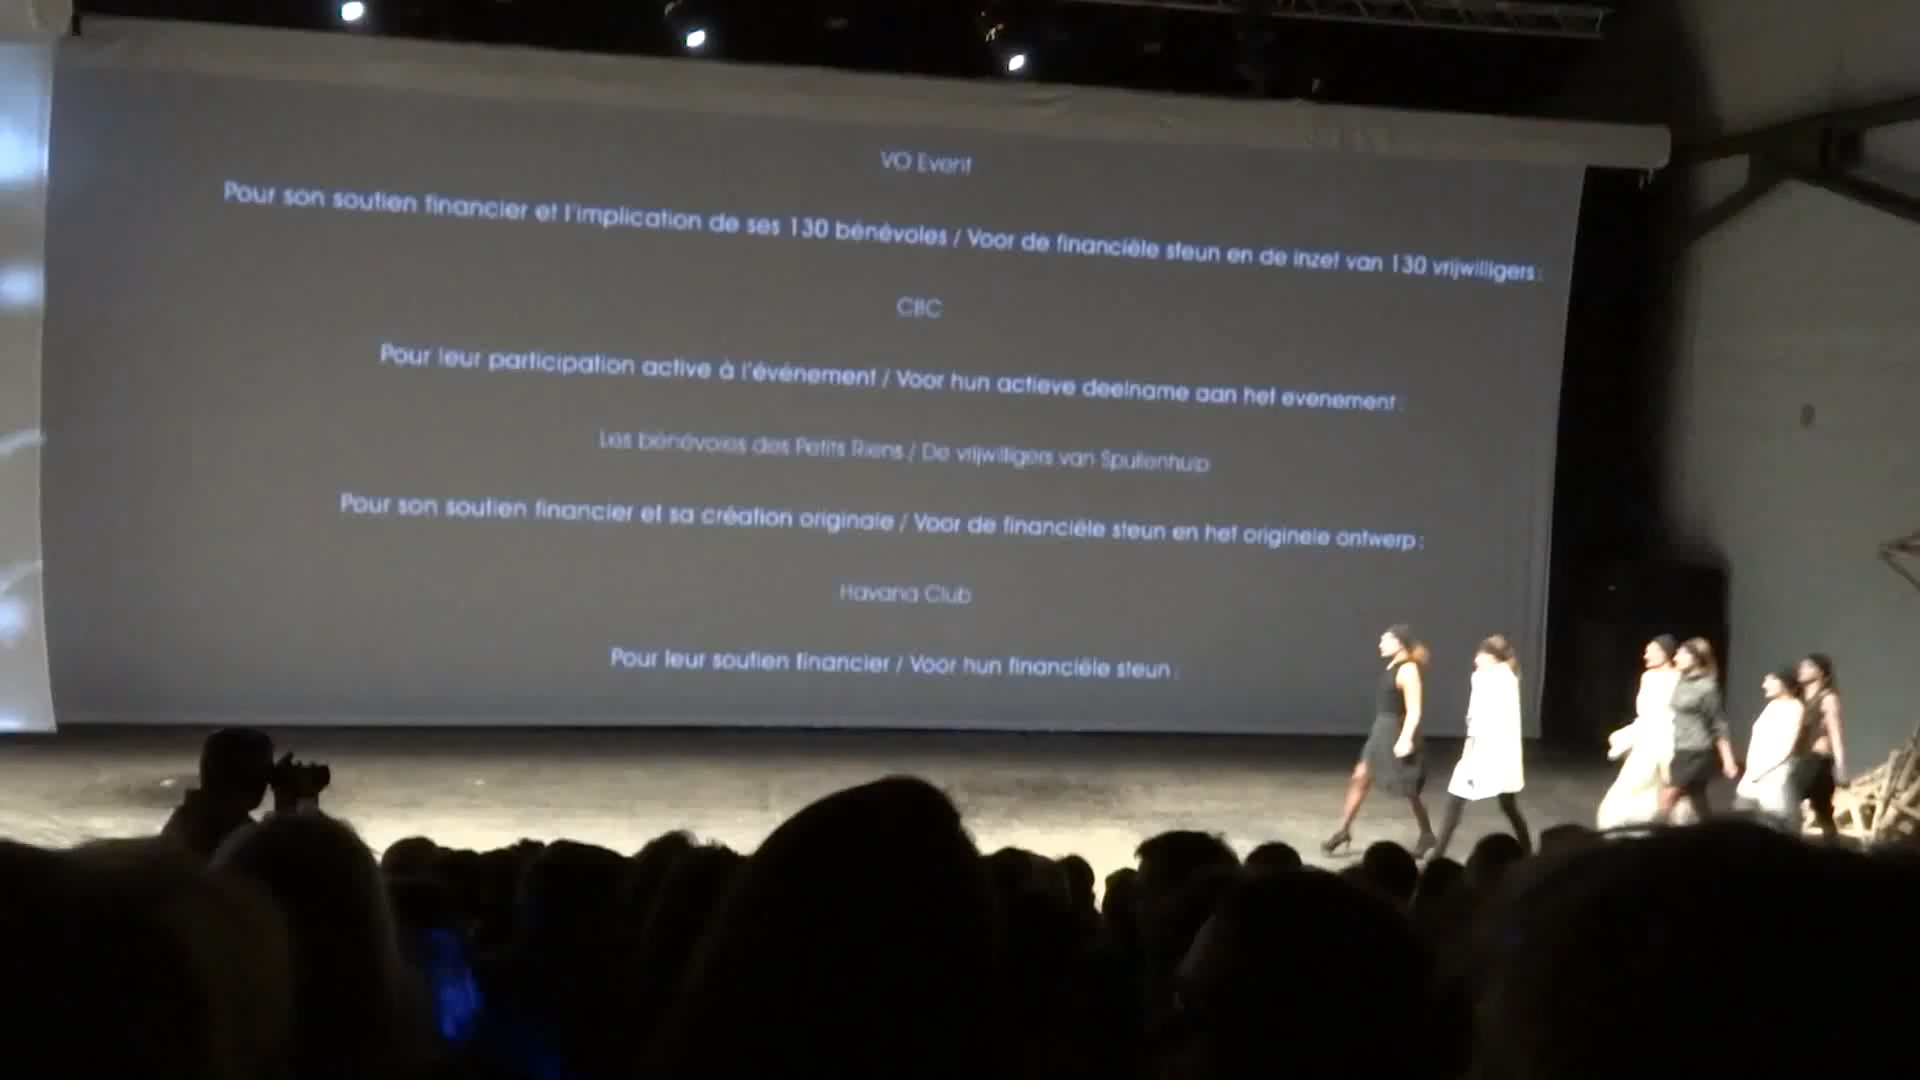 VO Event
Pour son soutien financier et l'implication de ses 130 bénévoles / Voor de financiële steun en de inzet van 130 vrijwilligers :
CBC
Pour leur participation active à l'événement / Voor hun actieve deelname aan het evenement :
Les bénévoles des Petits Riens / De vrijwilligers van Spullenhulp
Pour son soutien financier et sa création originale / Voor de financiële steun en het originele ontwerp :
Havana Club
Pour leur soutien financier / Voor hun financiële steun :